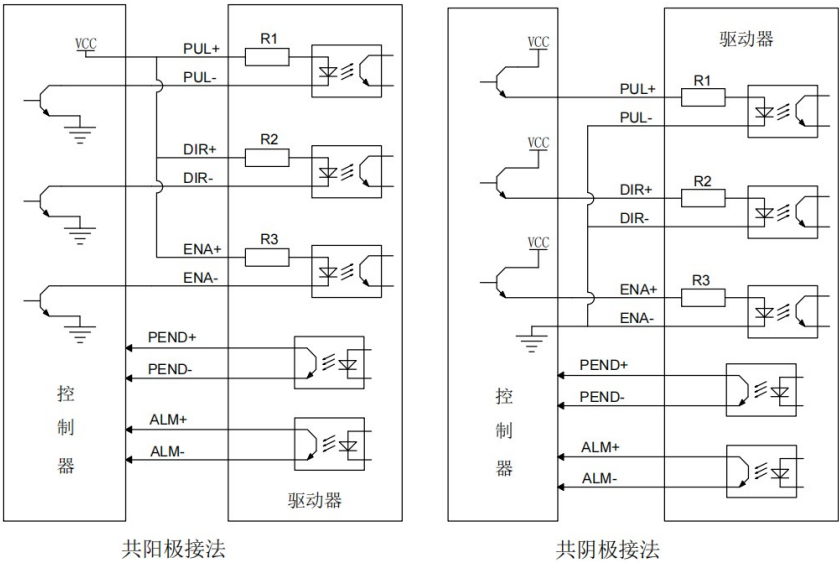 VCC
PUL+
R1
PUL-
DIR+
R2
DIR-
ENA+
R3
ENA-
PEND+
PEND-
ALM+
ALM-
控制器
驱动器
共阳极接法
驱动器
VCC
PUL+
R1
PUL-
VCC
DIR+
R2
DIR-
VCC
ENA+
R3
ENA-
PEND+
PEND-
ALM+
ALM-
控制器
共阴极接法